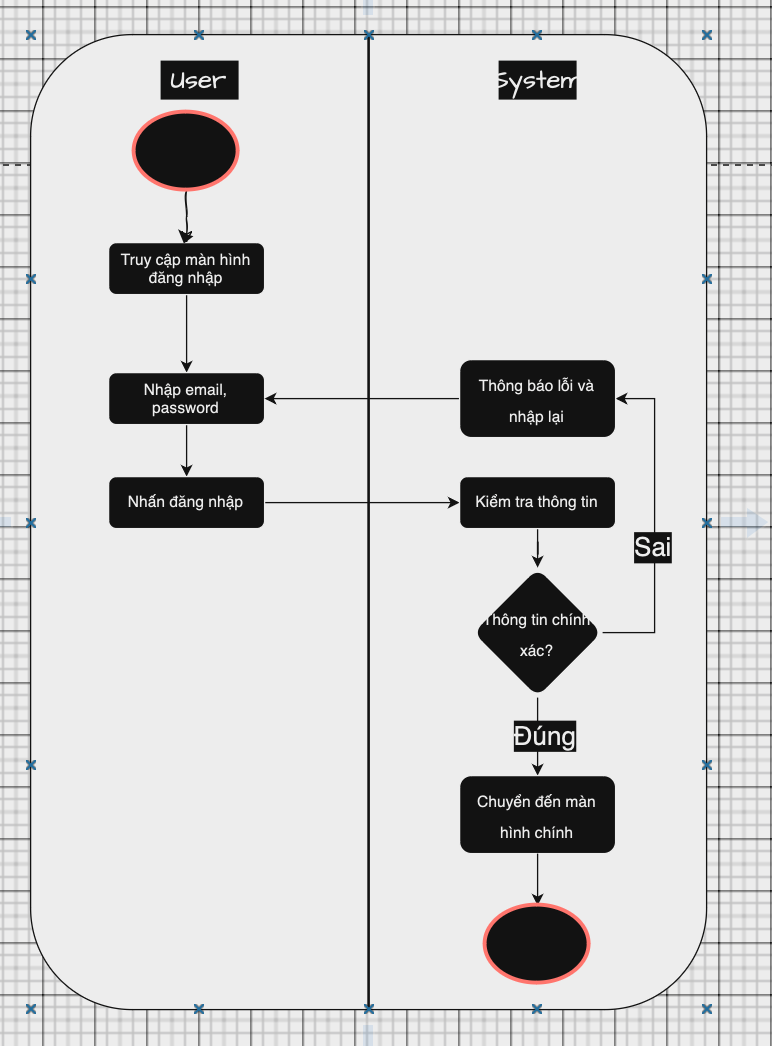 User
System
Truy cập màn hình
đăng nhập
Nhập email,
password
Thông báo lỗi và
nhập lại
Nhấn đăng nhập
Kiểm tra thông tin
Sai
Thông tin chính
xác?
Đúng
Chuyển đến màn
hình chính